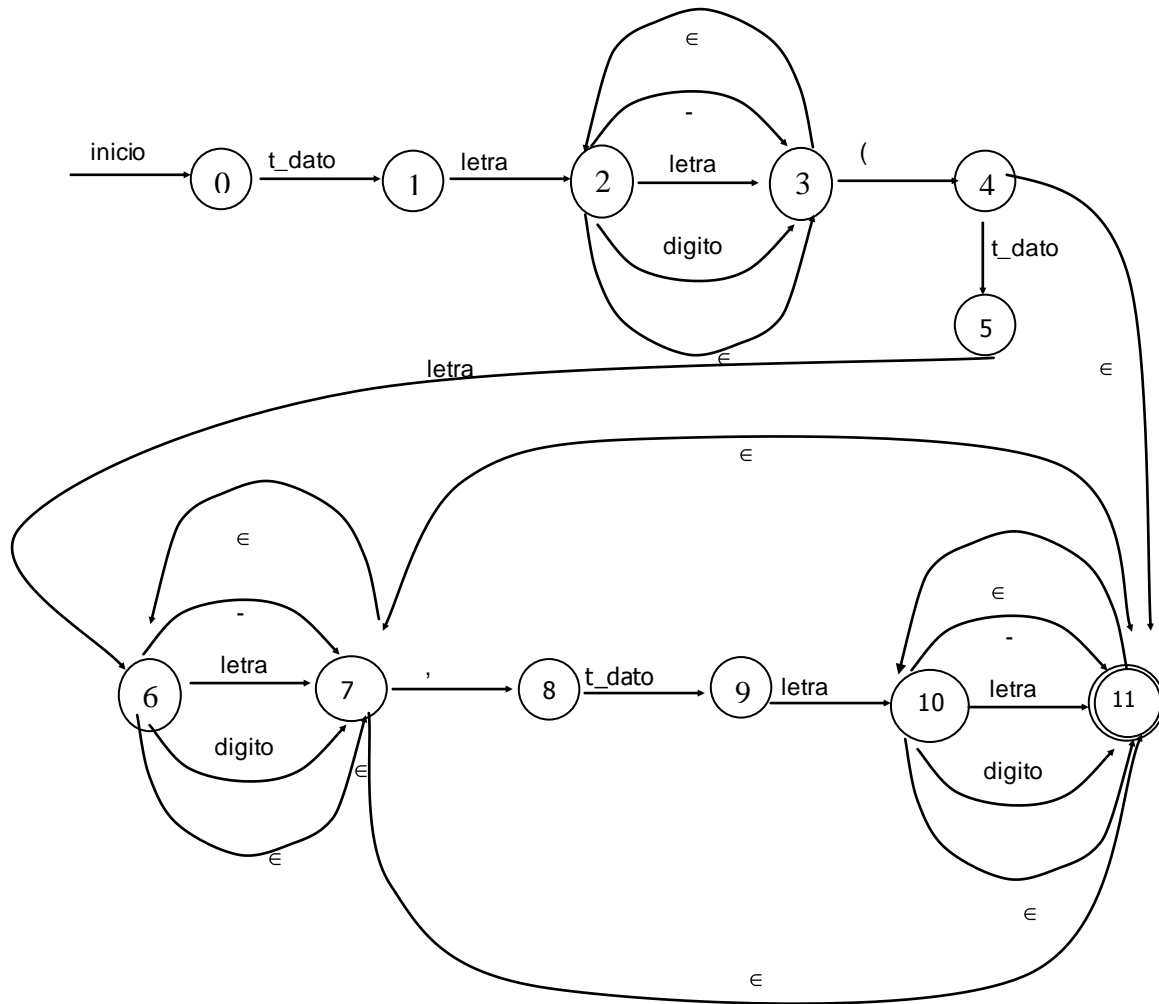 ∈
-
inicio t_dato letra letra (
0 1 2 3 4
digito t_dato
5
∈
letra ∈
∈
∈ ∈
- -
letra , t_dato letra letra
6 7 8 9 10 11
digito ∈ digito
∈
∈
∈